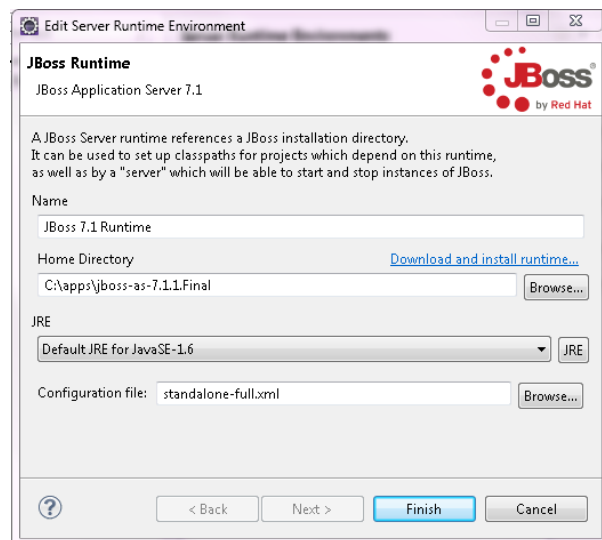 Edit Server Runtime Environment
JBoss Runtime
JBoss Application Server 7.1
JBoss®
by Red Hat
A JBoss Server runtime references a JBoss installation directory.
It can be used to set up classpaths for projects which depend on this runtime,
as well as by a "server" which will be able to start and stop instances of JBoss.
Name
JBoss 7.1 Runtime
Home Directory
Download and install runtime...
C:\apps\jboss-as-7.1.1.Final
Browse...
JRE
Default JRE for JavaSE-1.6
JRE
Configuration file:
standalone-full.xml
Browse...
?
< Back
Next >
Finish
Cancel